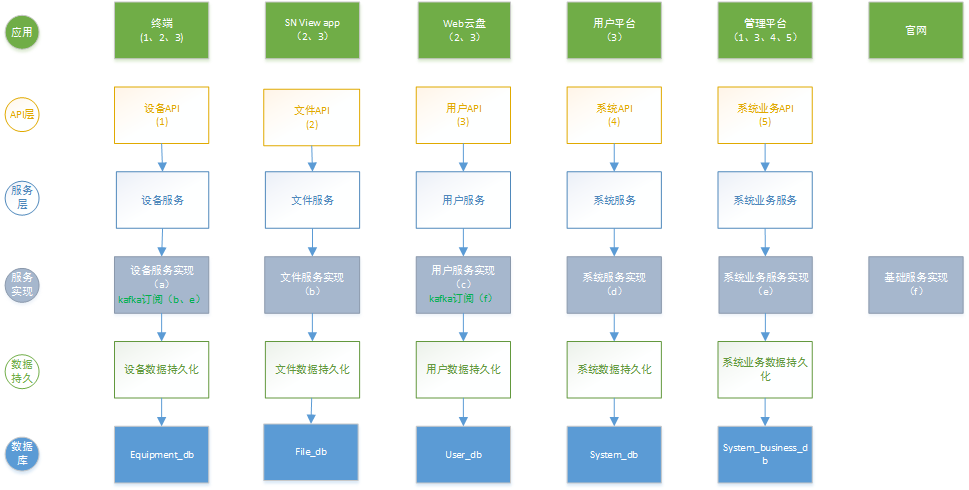 应用
终端
(1、2、3)
SN View app
（2、3）
Web云盘
（2、3）
用户平台
（3）
管理平台
（1、3、4、5）
官网
API层
设备API
(1)
文件API
(2)
用户API
(3)
系统API
(4)
系统业务API
(5)
服务
层
设备服务
文件服务
用户服务
系统服务
系统业务服务
服务
实现
设备服务实现
（a）
kafka订阅（b、e）
文件服务实现
（b）
用户服务实现
（c）
kafka订阅（f）
系统服务实现
（d）
系统业务服务实现
（e）
基础服务实现
（f）
数据
持久
设备数据持久化
文件数据持久化
用户数据持久化
系统数据持久化
系统业务数据持久
化
数据
库
Equipment_db
File_db
User_db
System_db
System_business_d
b